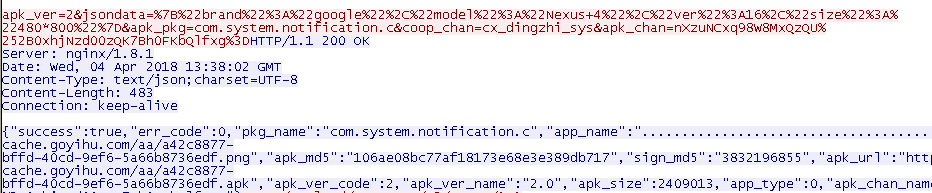 apk_ver=2&jsondata=%7B%22brand%22%3A%22google%22%2C%22model%22%3A%22Nexus+4%22%2C%22ver%22%3A16%2C%22size%22%3A%
22480*800%22%7D&apk_pkg=com.system.notification.c&coop_chan=cx_dingzhi_sys&apk_chan=nXzuNCxq98W8MxQzQU%
252B0xhjNzd00zQK7Bh0FKbQlfxg%3DHTTP/1.1 200 OK
Server: nginx/1.8.1
Date: Wed, 04 Apr 2018 13:38:02 GMT
Content-Type: text/json;charset=UTF-8
Content-Length: 483
Connection: keep-alive
{"success":true,"err_code":0,"pkg_name":"com.system.notification.c","app_name":"....................................
cache.goyihu.com/aa/a42c8877-
bffd-40cd-9ef6-5a66b8736edf.png","apk_md5":"106ae08bc77af18173e68e3e389db717","sign_md5":"3832196855","apk_url":"http
cache.goyihu.com/aa/a42c8877-
bffd-40cd-9ef6-5a66b8736edf.apk","apk_ver_code":2,"apk_ver_name":"2.0","apk_size":2409013,"app_type":0,"apk_chan_name